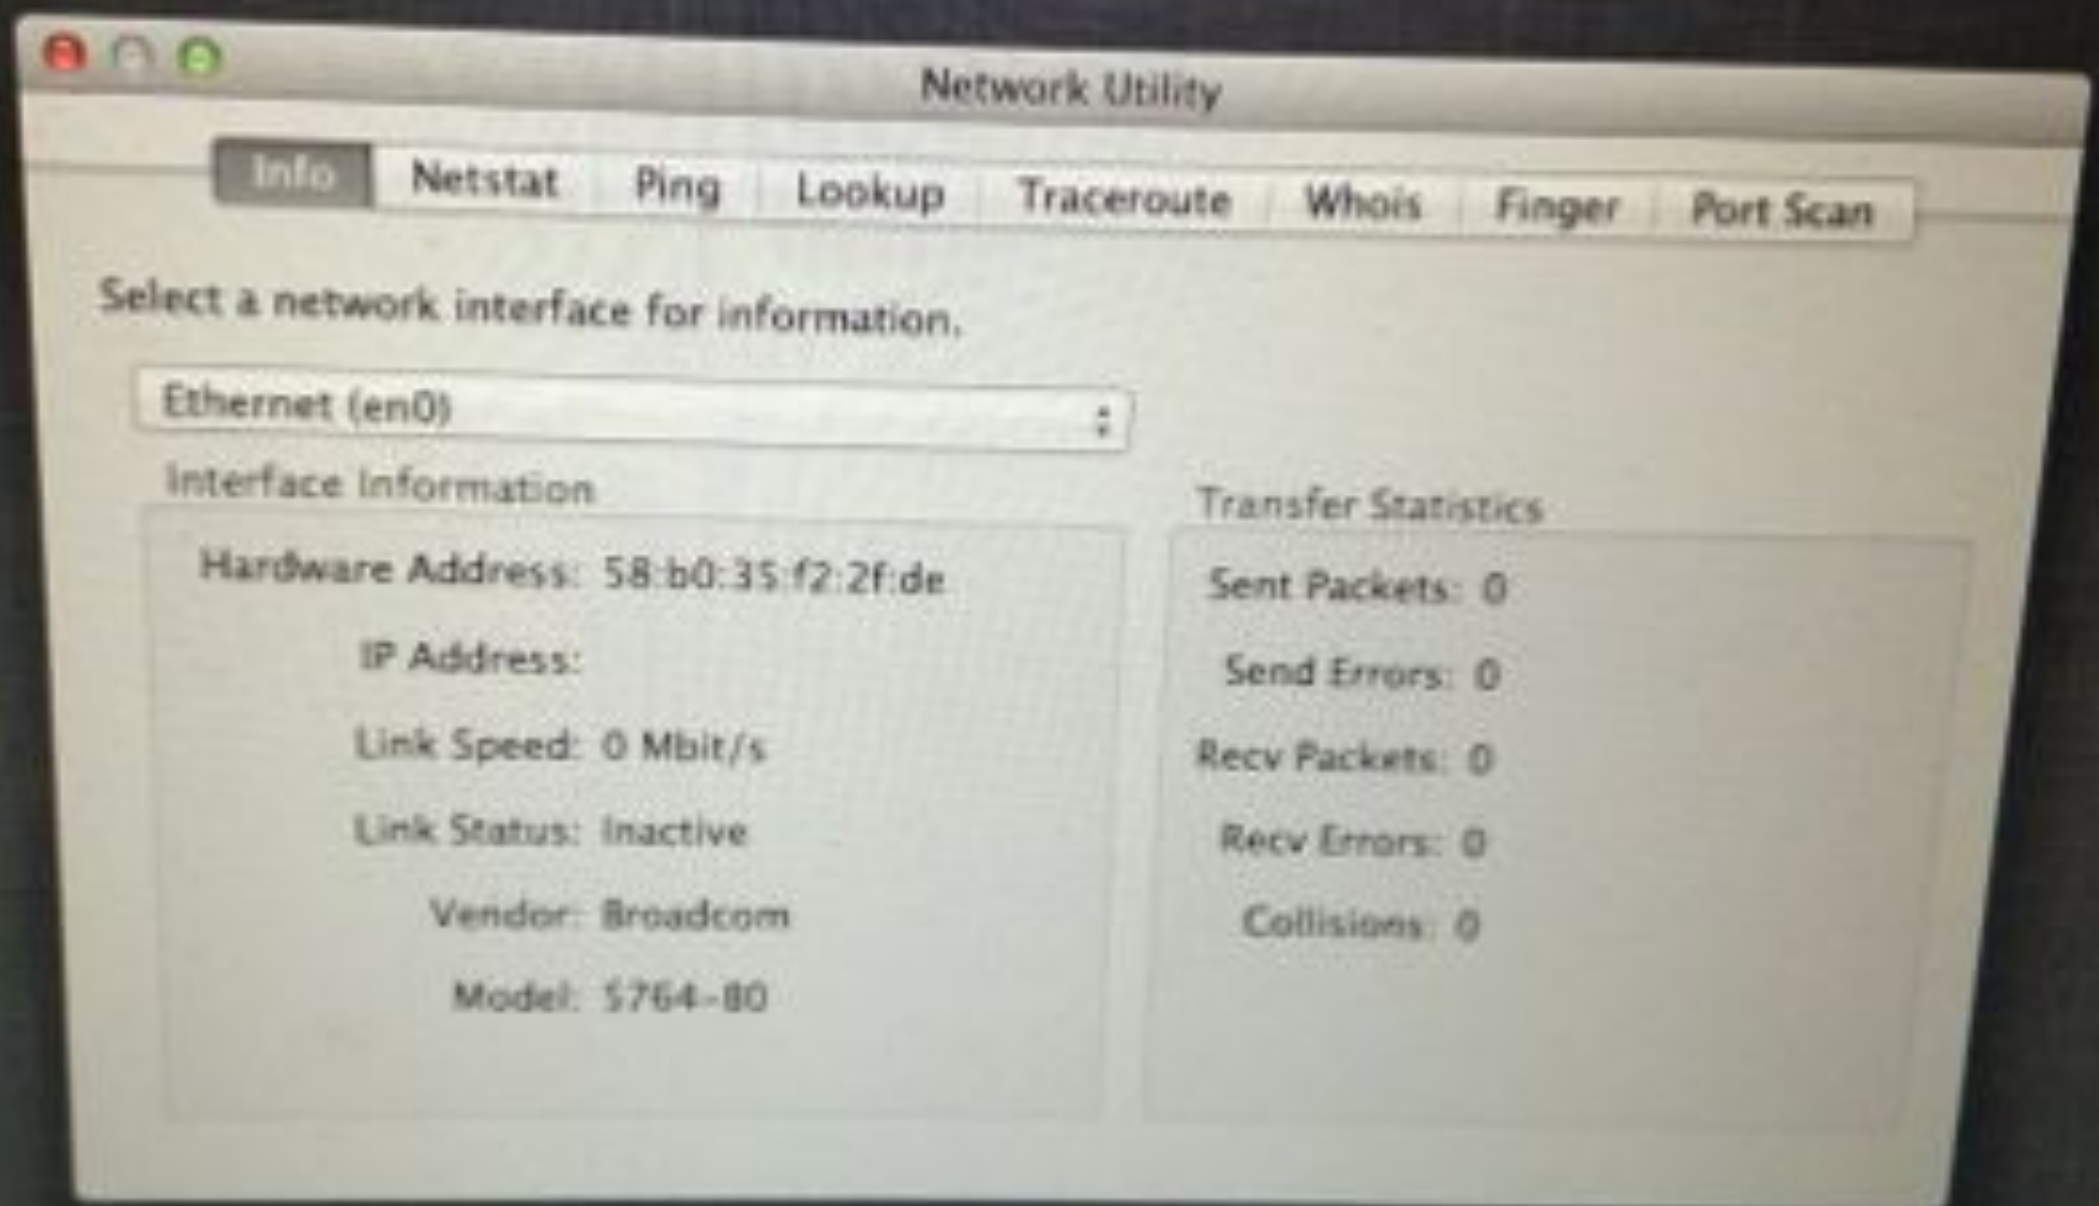 Network Utility
Info Netstat Ping Lookup Traceroute Whois Finger Port Scan
Select a network interface for information.
Ethernet (en0)
Interface Information
Hardware Address: 58:b0:35:f2:2f:de
IP Address:
Link Speed: 0 Mbit/s
Link Status: Inactive
Vendor: Broadcom
Model: 5764-80
Transfer Statistics
Sent Packets: 0
Send Errors: 0
Recv Packets: 0
Recv Errors: 0
Collisions: 0